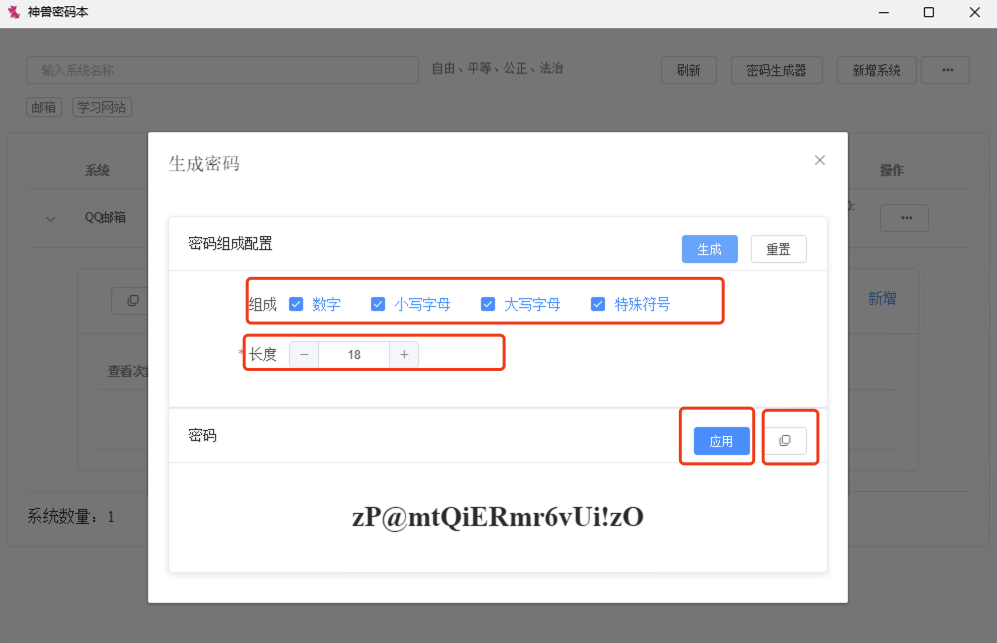 神兽密码本
输入系统名称
自由、平等、公正、法治
刷新
密码生成器
新增系统
...
邮箱
学习网站
系统
操作
QQ邮箱
...
新增
查看次
系统数量：1
生成密码
密码组成配置
生成
重置
组成 数字 小写字母 大写字母 特殊符号
* 长度 − 18 +
密码
应用
zP@mtQiERmr6vUi!zO